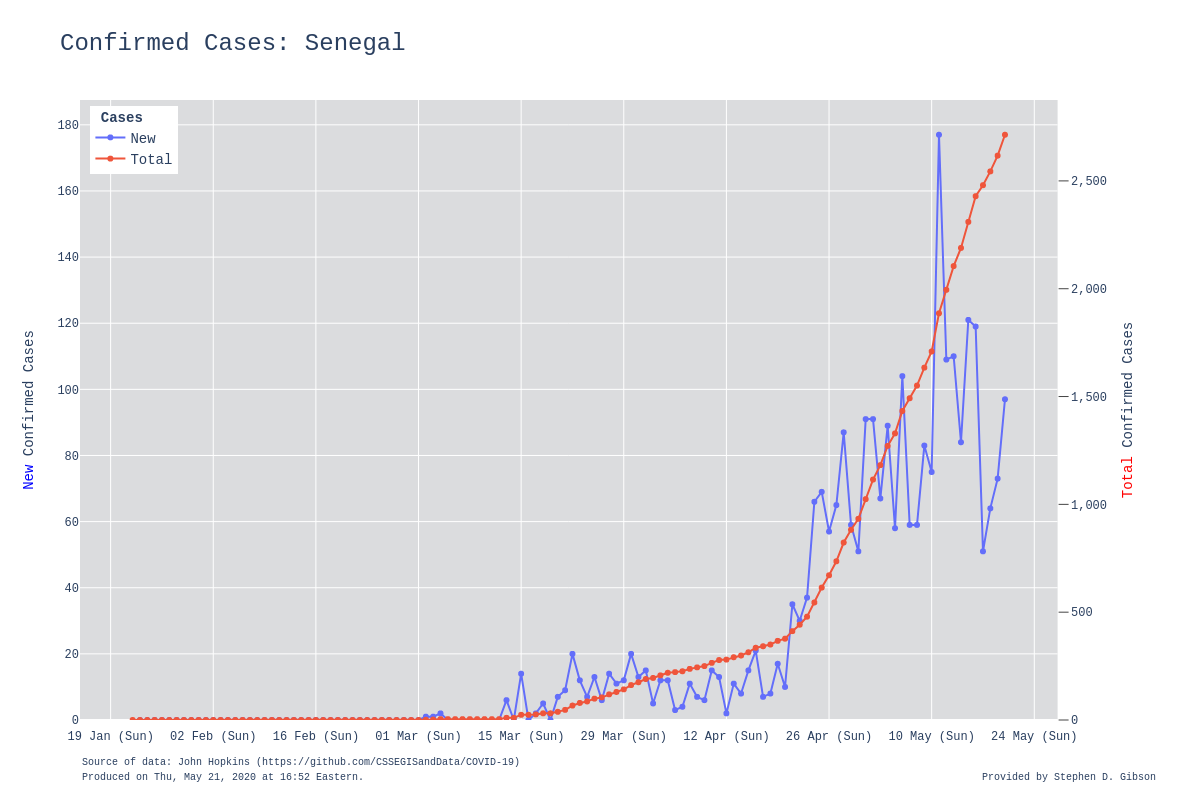 Confirmed Cases: Senegal
Cases
New
Total
180
160
140
120
100
80
60
40
20
0
New Confirmed Cases
2,500
2,000
1,500
1,000
500
0
Total Confirmed Cases
19 Jan (Sun) 02 Feb (Sun) 16 Feb (Sun) 01 Mar (Sun) 15 Mar (Sun) 29 Mar (Sun) 12 Apr (Sun) 26 Apr (Sun) 10 May (Sun) 24 May (Sun)
Source of data: John Hopkins (https://github.com/CSSEGISandData/COVID-19)
Produced on Thu, May 21, 2020 at 16:52 Eastern.
Provided by Stephen D. Gibson